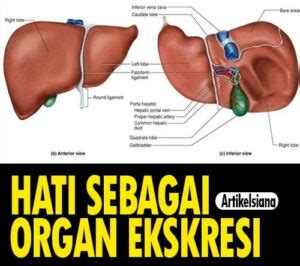 Inferior vena cava
Caudate lobe
Bare area
Right lobe
Left lobe
Falciform
ligament
Round ligament
Porta hepatis:
Hepatic portal vein
Proper hepatic artery
Common hepatic
duct
Quadrate lobe
Gallbladder
Right lobe
(b) Anterior view
(c) Inferior view
HATI SEBAGAI
Artikelsiana
ORGAN EKSKRESI